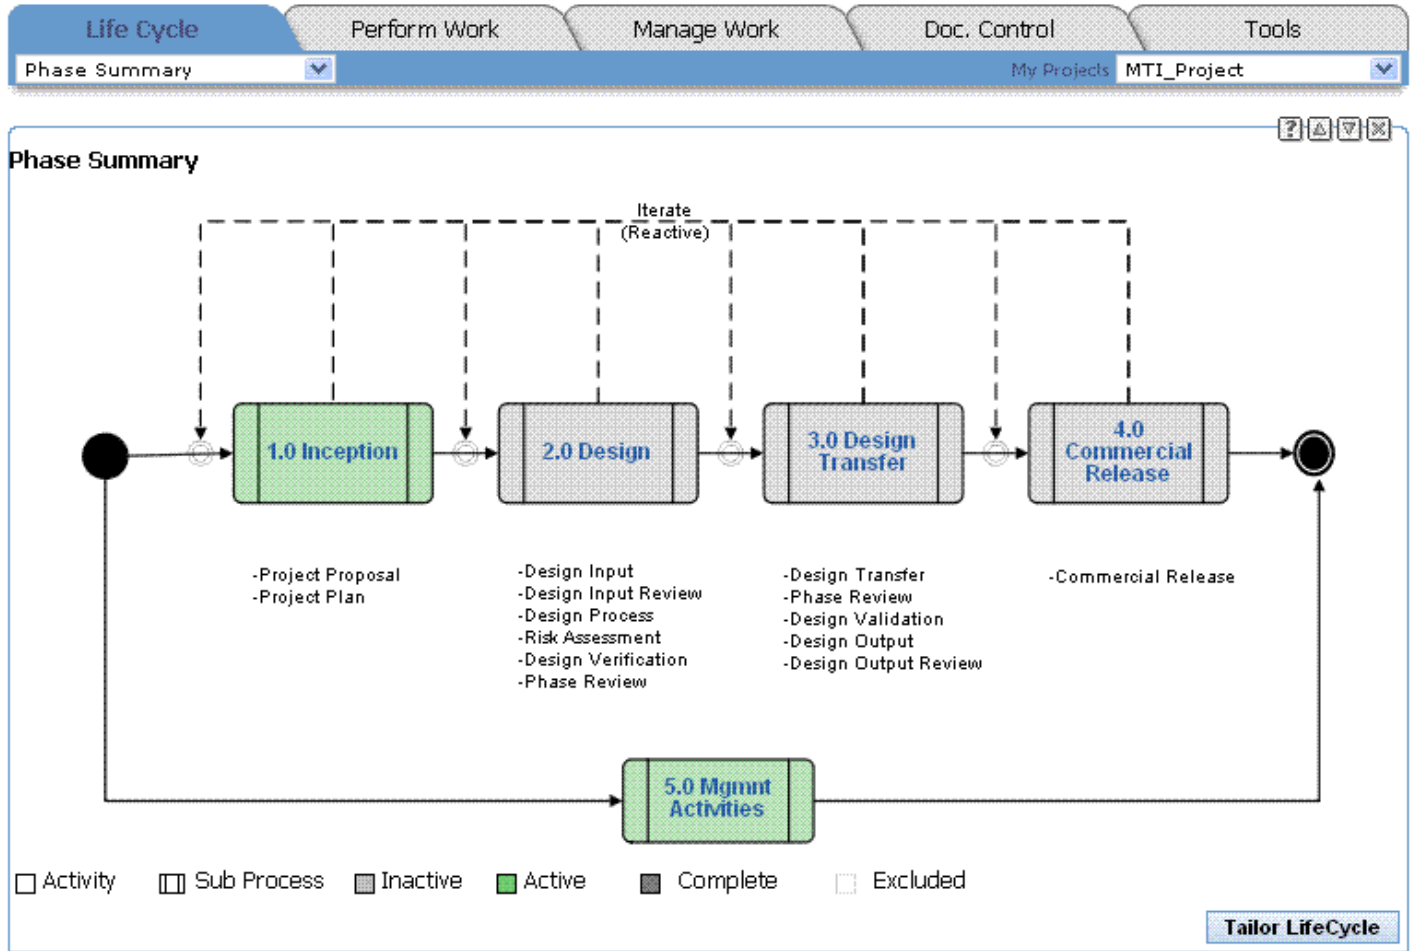 Life Cycle Perform Work Manage Work Doc. Control Tools
Phase Summary My Projects MTI_Project
?
Phase Summary
Iterate
(Reactive)
1.0 Inception
2.0 Design
3.0 Design
Transfer
4.0
Commercial
Release
-Project Proposal
-Project Plan
-Design Input
-Design Input Review
-Design Process
-Risk Assessment
-Design Verification
-Phase Review
-Design Transfer
-Phase Review
-Design Validation
-Design Output
-Design Output Review
-Commercial Release
5.0 Mgmnt
Activities
Activity Sub Process Inactive Active Complete Excluded
Tailor LifeCycle